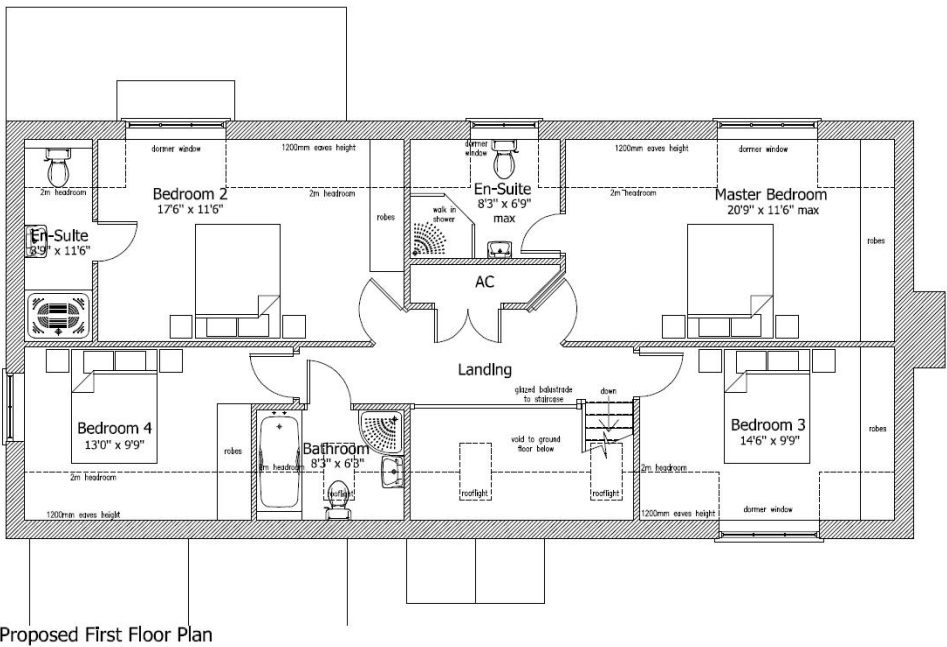 dormer window
1200mm eaves height
2m headroom
Bedroom 2
17'6" x 11'6"
2m headroom
robes
En-Suite
3'9" x 11'6"
dormer
window
En-Suite
8'3" x 6'9"
max
walk in
shower
1200mm eaves height
dormer window
2m headroom
Master Bedroom
20'9" x 11'6" max
robes
AC
Landing
glazed balustrade
to staircase
down
Bedroom 4
13'0" x 9'9"
robes
2m headroom
1200mm eaves height
Bathroom
8'3" x 6'3"
2m headroom
rooflight
void to ground
floor below
rooflight
rooflight
Bedroom 3
14'6" x 9'9"
robes
2m headroom
1200mm eaves height
dormer window
Proposed First Floor Plan